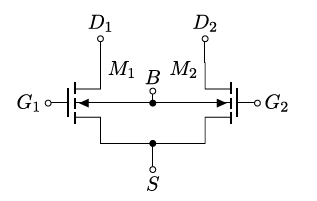 D₁ D₂
M₁ B M₂
G₁ G₂
S